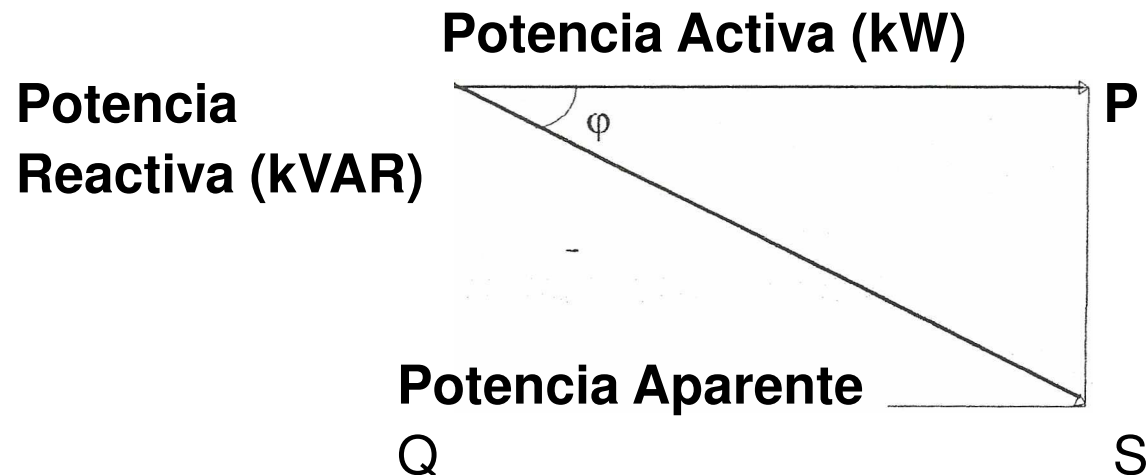 Potencia Activa (kW)
Potencia
Reactiva (kVAR)
P
φ
Potencia Aparente
Q
S